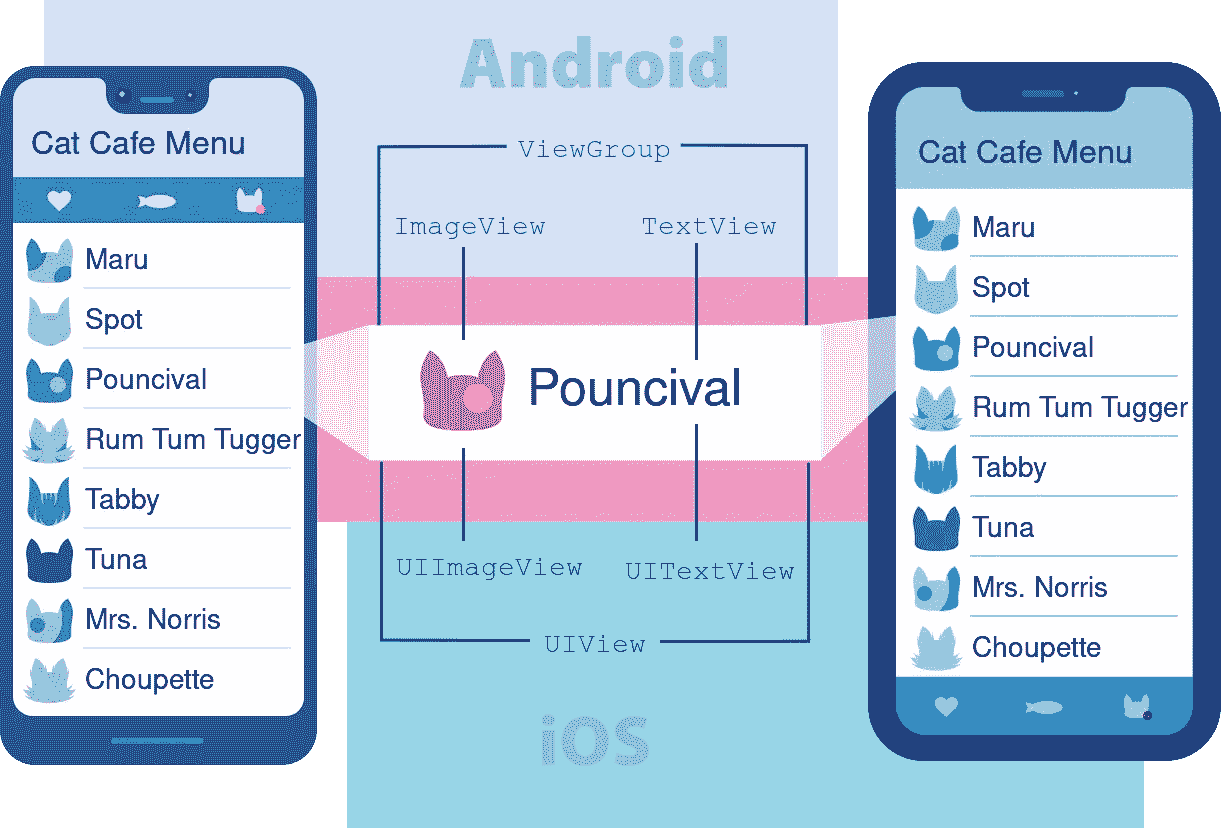 Android
Cat Cafe Menu
Maru
Spot
Pouncival
Rum Tum Tugger
Tabby
Tuna
Mrs. Norris
Choupette
ViewGroup
ImageView
TextView
Pouncival
UIImageView
UITextView
UIView
iOS
Cat Cafe Menu
Maru
Spot
Pouncival
Rum Tum Tugger
Tabby
Tuna
Mrs. Norris
Choupette